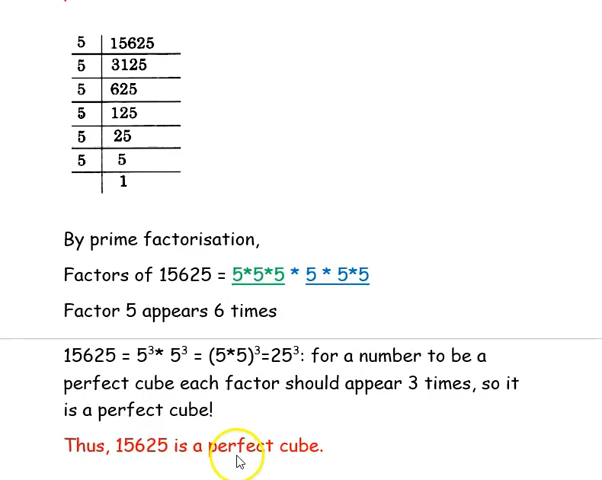 5 15625
5 3125
5 625
5 125
5 25
5 5
1
By prime factorisation,
Factors of 15625 = 5*5*5 * 5 * 5*5
Factor 5 appears 6 times
15625 = 5³* 5³ = (5*5)³=25³: for a number to be a
perfect cube each factor should appear 3 times, so it
is a perfect cube!
Thus, 15625 is a perfect cube.